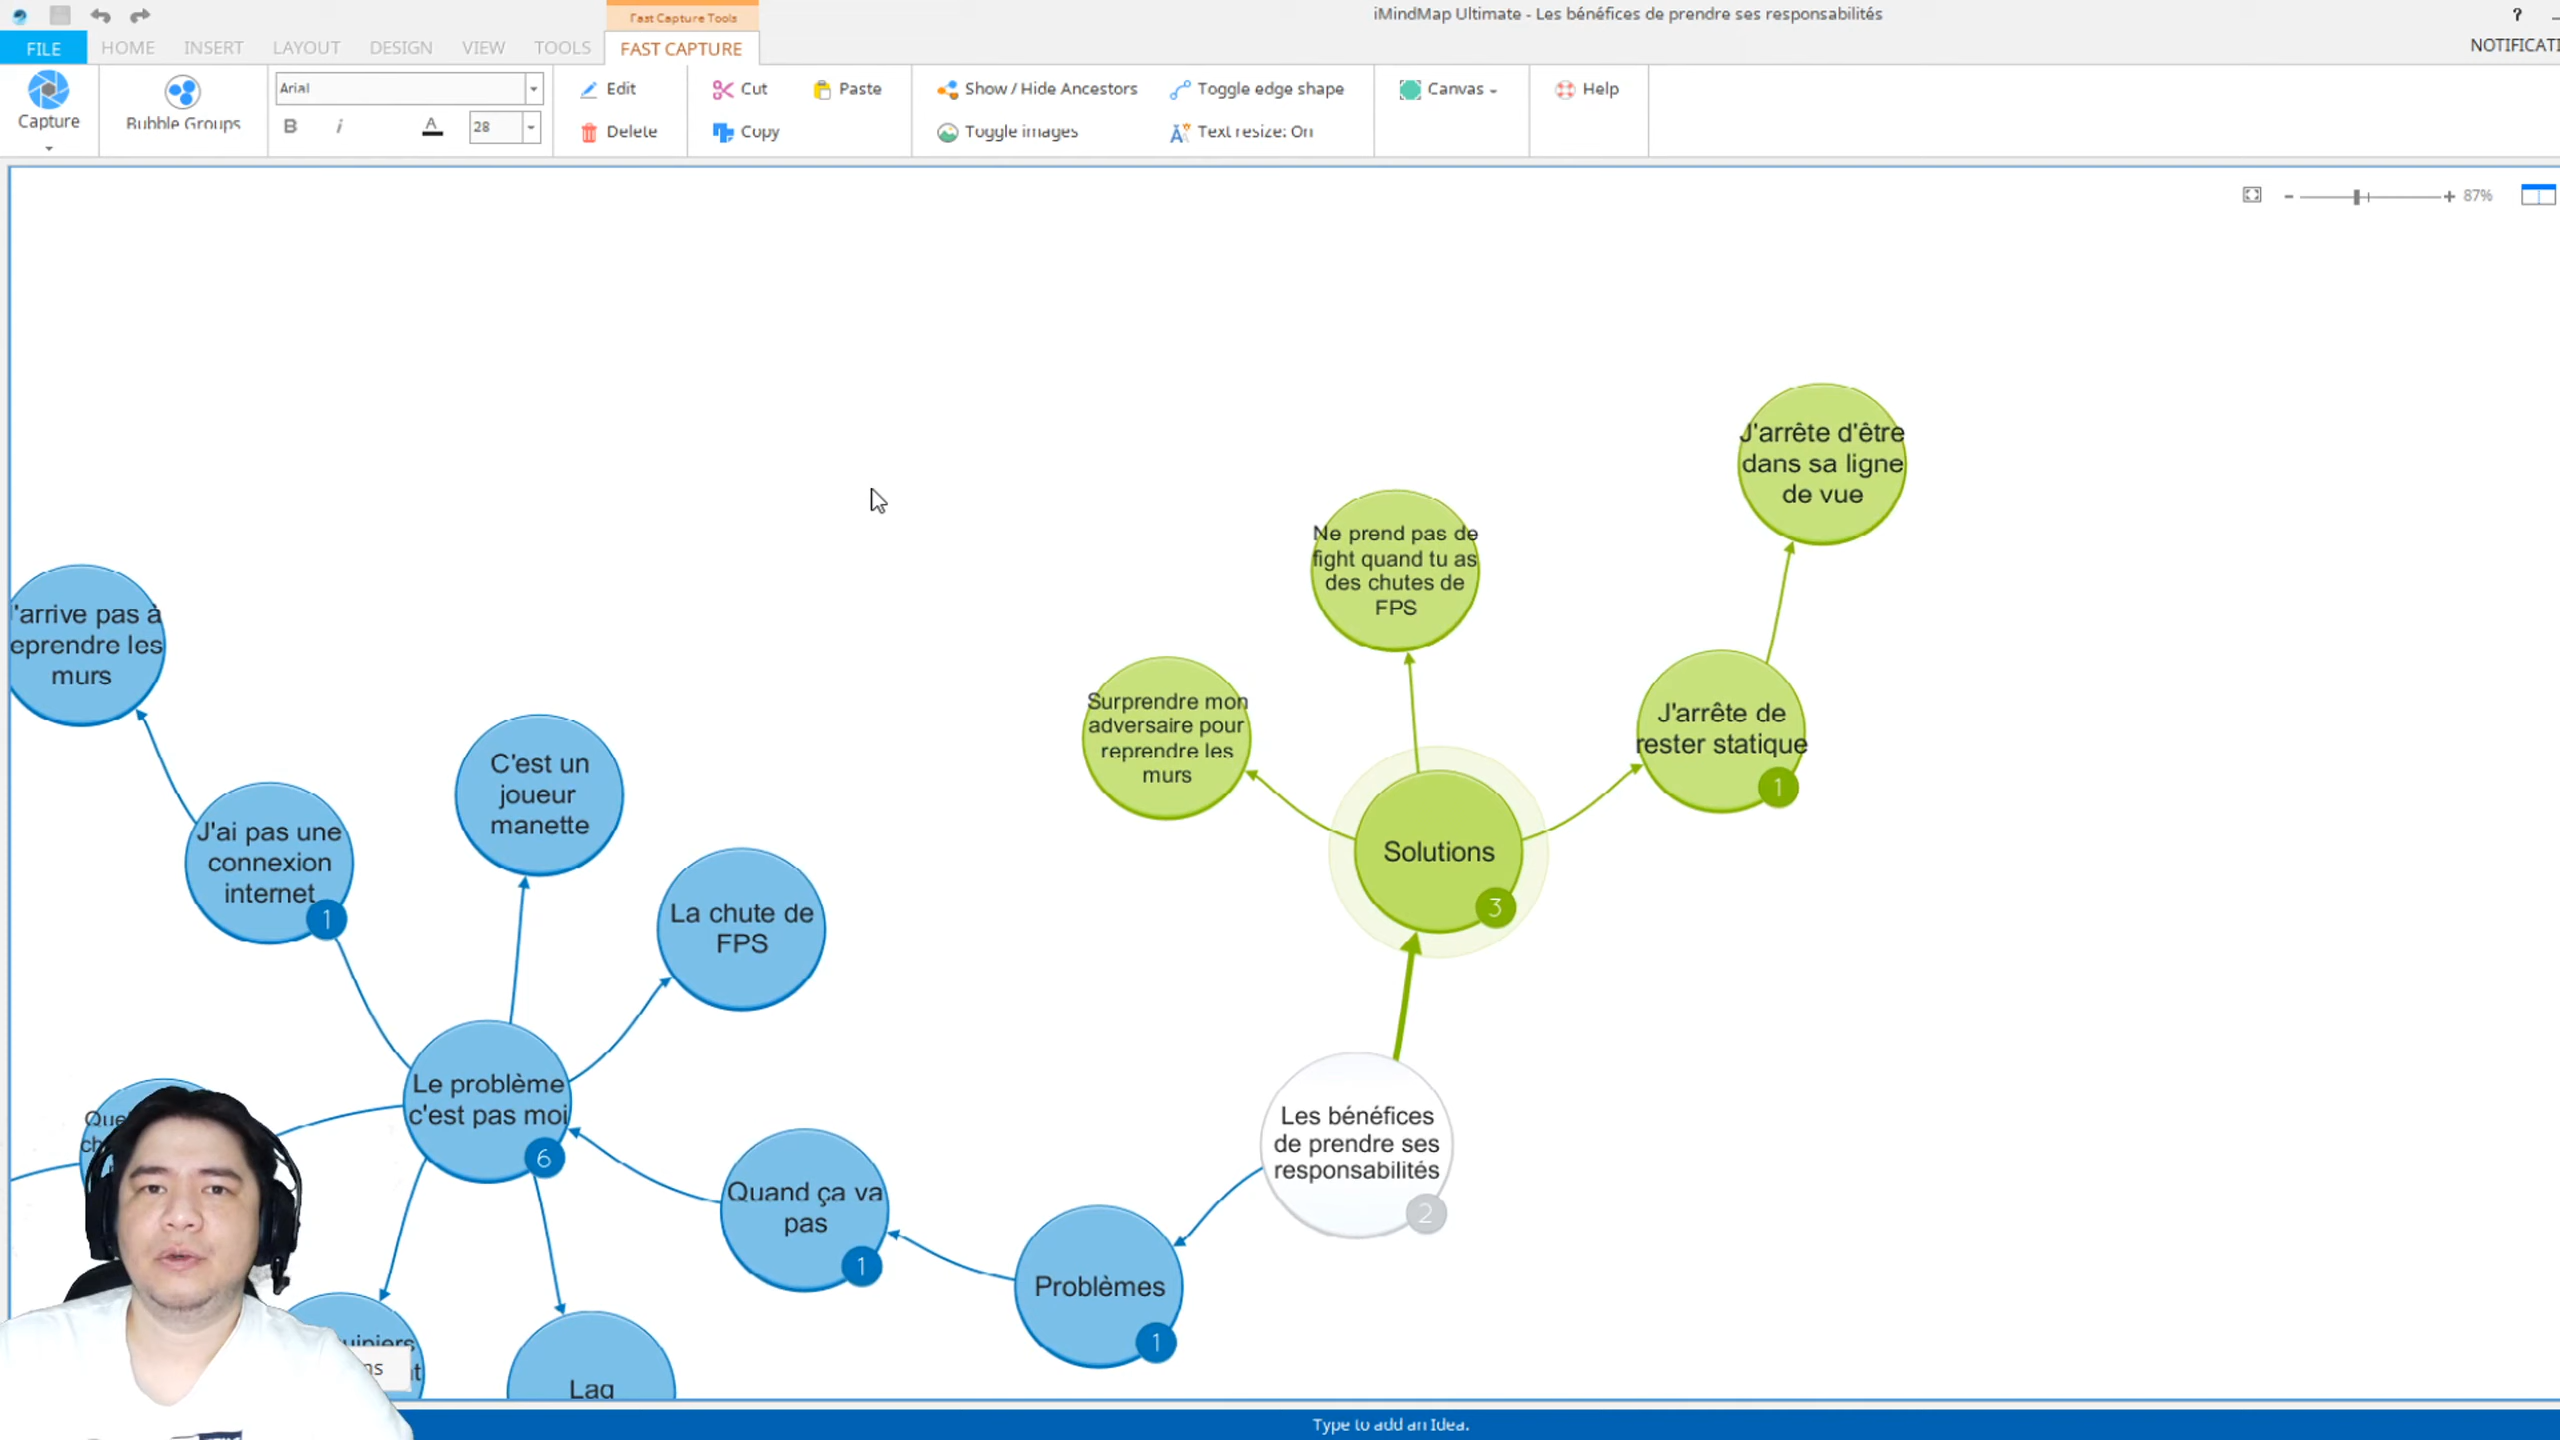 Fast Capture Tools
iMindMap Ultimate - Les bénéfices de prendre ses responsabilités
?
FILE
HOME
INSERT
LAYOUT
DESIGN
VIEW
TOOLS
FAST CAPTURE
Capture
Bubble Groups
Arial
B
i
A
28
Edit
Delete
Cut
Copy
Paste
Show / Hide Ancestors
Toggle images
Toggle edge shape
Text resize: On
Canvas
Help
87%
J'arrête d'être
dans sa ligne
de vue
Ne prend pas de
fight quand tu as
des chutes de
FPS
Surprendre mon
adversaire pour
reprendre les
murs
J'arrête de
rester statique
1
Solutions
3
'arrive pas à
eprendre les
murs
C'est un
joueur
manette
J'ai pas une
connexion
internet
1
La chute de
FPS
Le problème
c'est pas moi
6
Quand ça va
pas
1
Les bénéfices
de prendre ses
responsabilités
2
Problèmes
1
Lag
Type to add an Idea.